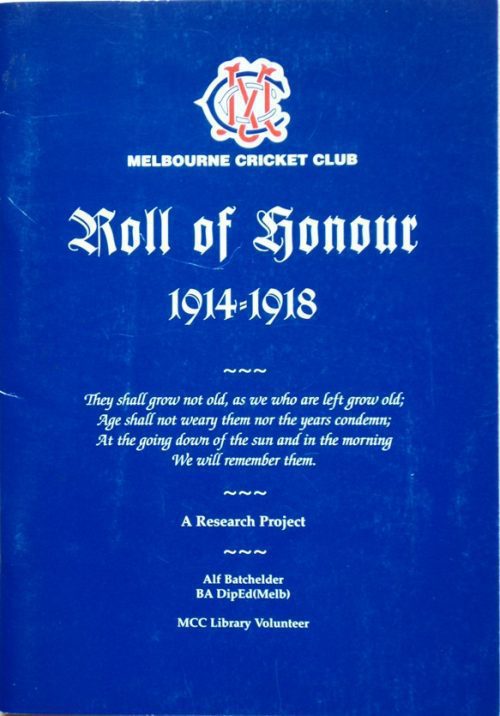 MCC
MELBOURNE CRICKET CLUB
Roll of Honour
1914-1918
~~~
They shall grow not old, as we who are left grow old;
Age shall not weary them nor the years condemn;
At the going down of the sun and in the morning
We will remember them.
~~~
A Research Project
~~~
Alf Batchelder
BA DipEd(Melb)
MCC Library Volunteer